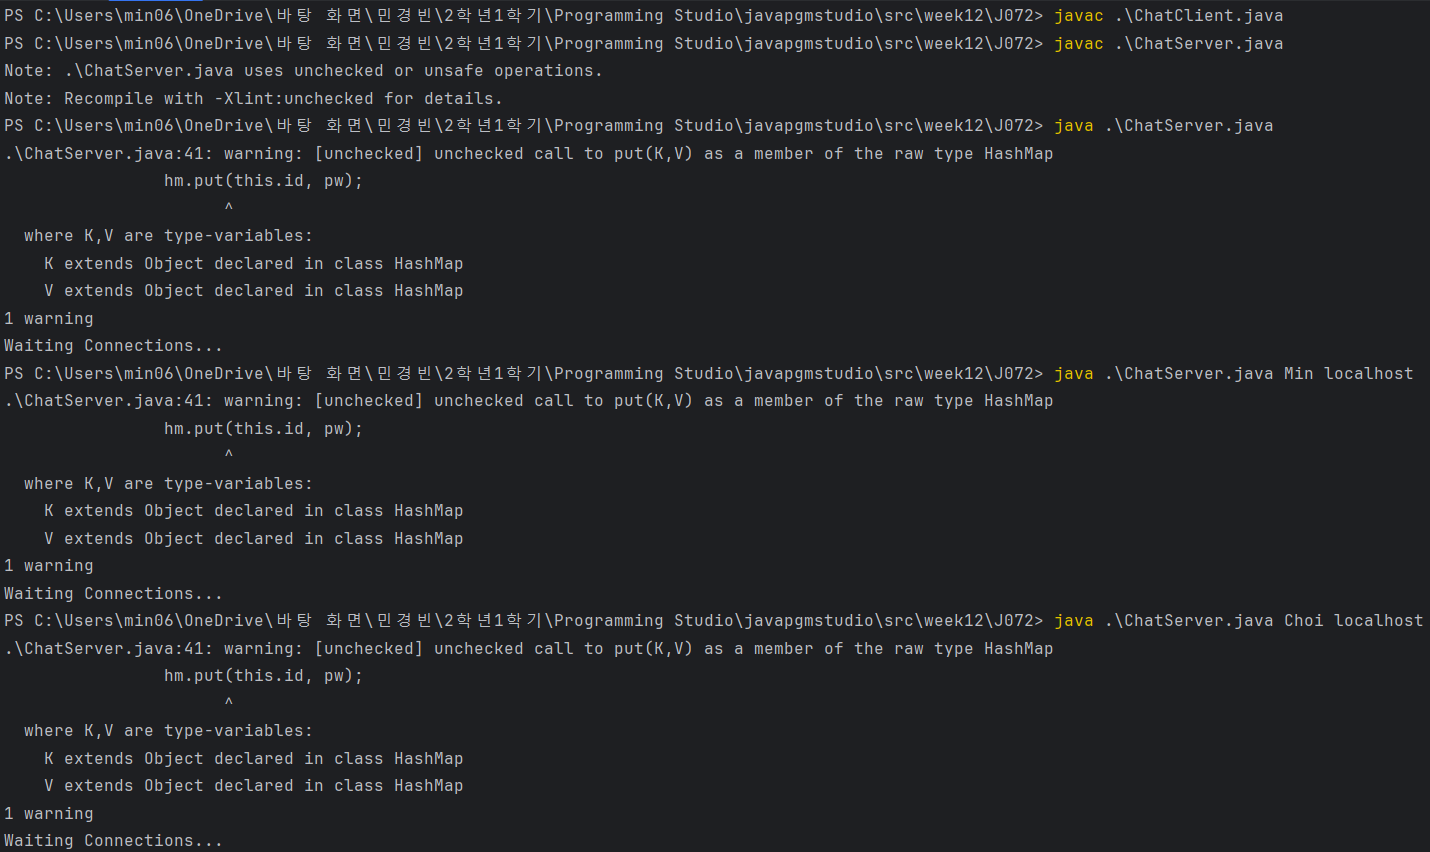 PS C:\Users\min06\OneDrive\바탕 화면\민경빈\2학년1학기\Programming Studio\javapgmstudio\src\week12\J072> javac .\ChatClient.java
PS C:\Users\min06\OneDrive\바탕 화면\민경빈\2학년1학기\Programming Studio\javapgmstudio\src\week12\J072> javac .\ChatServer.java
Note: .\ChatServer.java uses unchecked or unsafe operations.
Note: Recompile with -Xlint:unchecked for details.
PS C:\Users\min06\OneDrive\바탕 화면\민경빈\2학년1학기\Programming Studio\javapgmstudio\src\week12\J072> java .\ChatServer.java
.\ChatServer.java:41: warning: [unchecked] unchecked call to put(K,V) as a member of the raw type HashMap
                hm.put(this.id, pw);
                      ^
  where K,V are type-variables:
    K extends Object declared in class HashMap
    V extends Object declared in class HashMap
1 warning
Waiting Connections...
PS C:\Users\min06\OneDrive\바탕 화면\민경빈\2학년1학기\Programming Studio\javapgmstudio\src\week12\J072> java .\ChatServer.java Min localhost
.\ChatServer.java:41: warning: [unchecked] unchecked call to put(K,V) as a member of the raw type HashMap
                hm.put(this.id, pw);
                      ^
  where K,V are type-variables:
    K extends Object declared in class HashMap
    V extends Object declared in class HashMap
1 warning
Waiting Connections...
PS C:\Users\min06\OneDrive\바탕 화면\민경빈\2학년1학기\Programming Studio\javapgmstudio\src\week12\J072> java .\ChatServer.java Choi localhost
.\ChatServer.java:41: warning: [unchecked] unchecked call to put(K,V) as a member of the raw type HashMap
                hm.put(this.id, pw);
                      ^
  where K,V are type-variables:
    K extends Object declared in class HashMap
    V extends Object declared in class HashMap
1 warning
Waiting Connections...